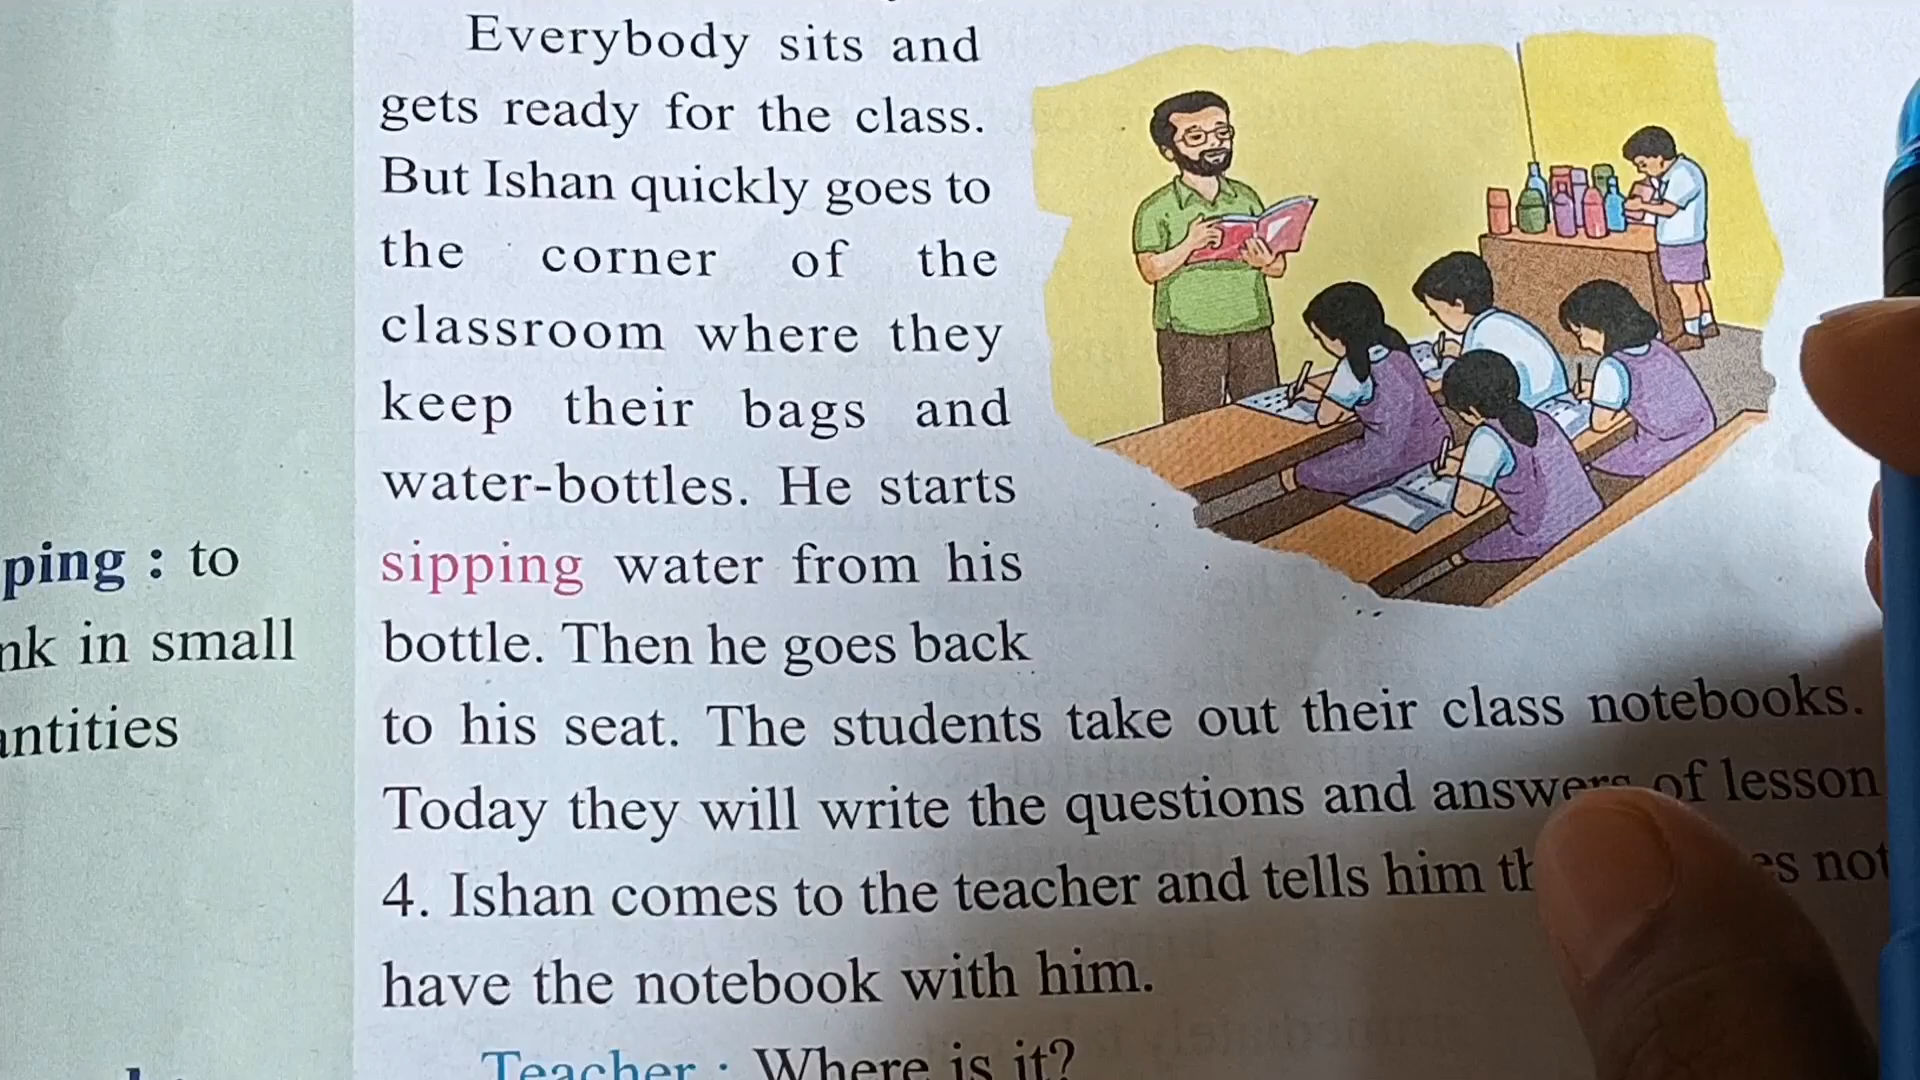 Everybody sits and
gets ready for the class.
But Ishan quickly goes to
the corner of the
classroom where they
keep their bags and
water-bottles. He starts
sipping water from his
bottle. Then he goes back
to his seat. The students take out their class notebooks.
Today they will write the questions and answers of lesson
4. Ishan comes to the teacher and tells him
have the notebook with him.
Teacher : Where is it?
ping : to
nk in small
antities